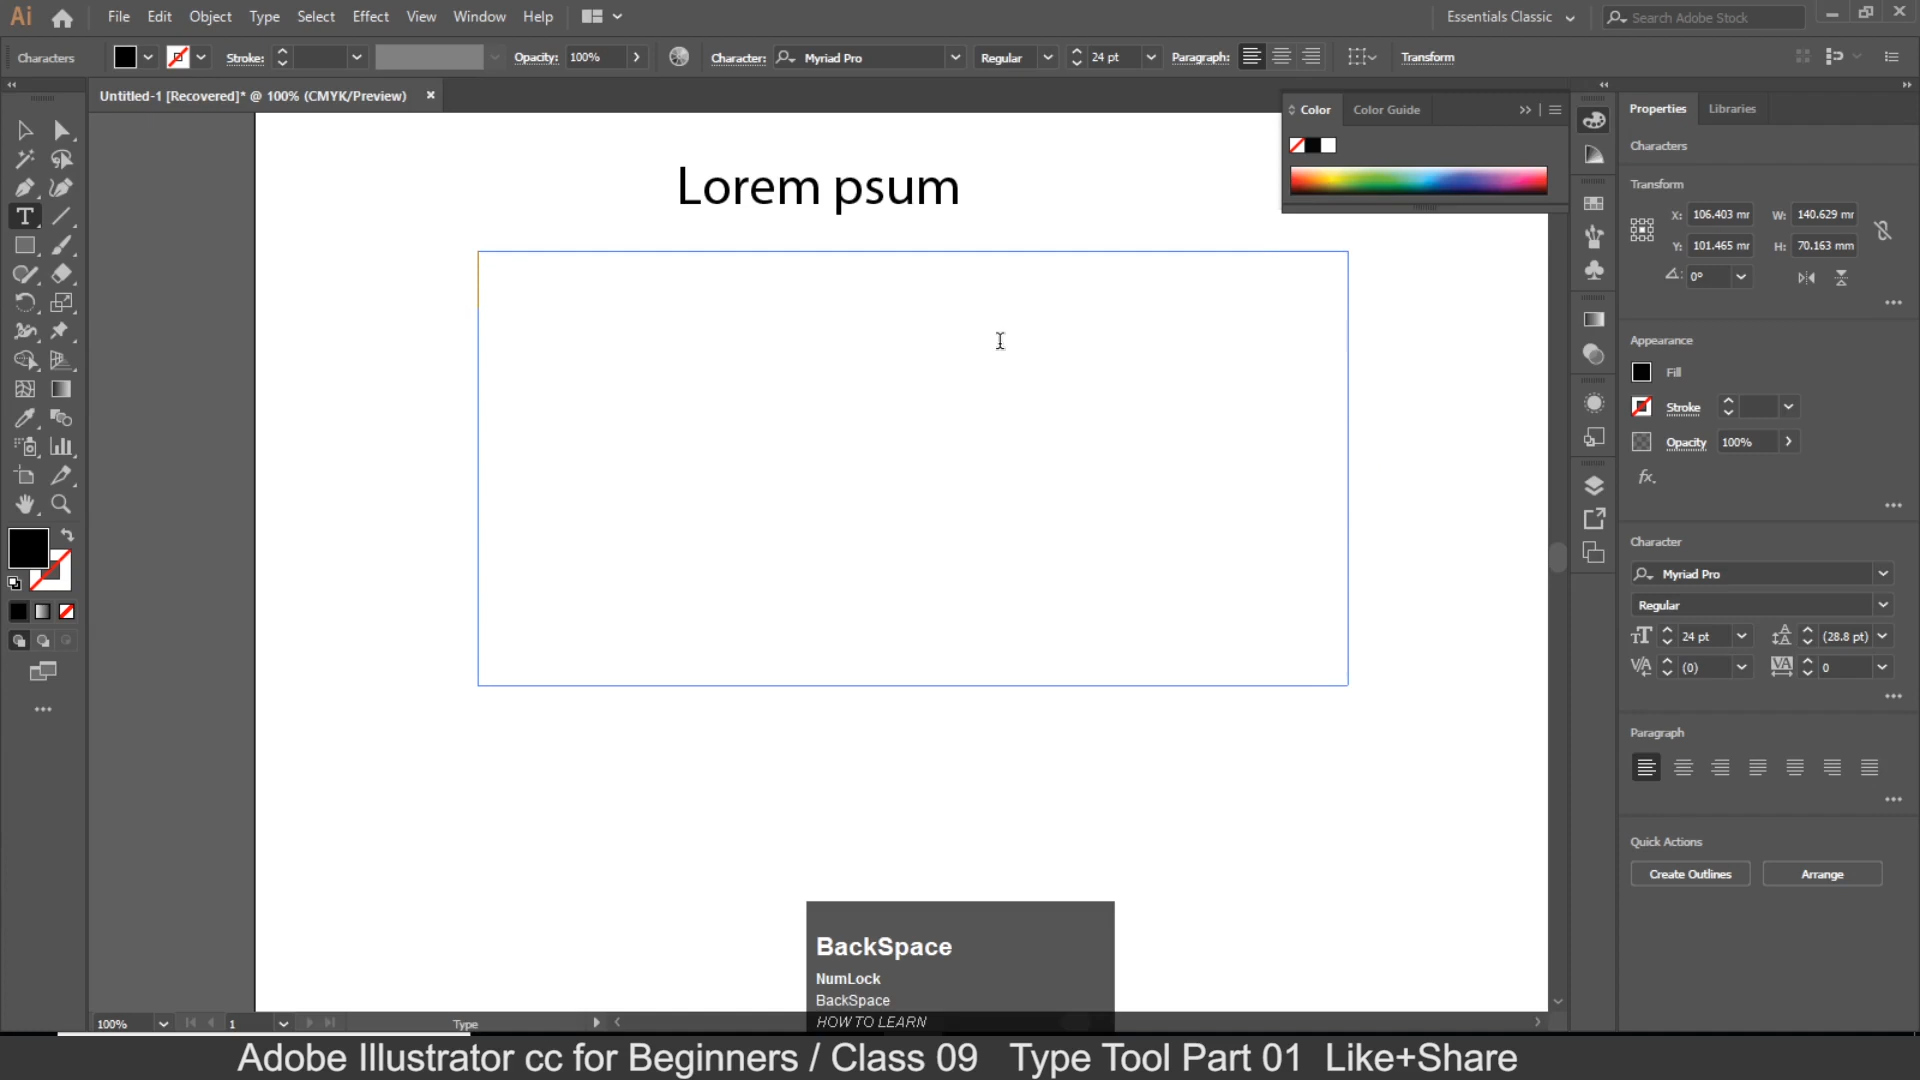 Ai File Edit Object Type Select Effect View Window Help Essentials Classic Search Adobe Stock
Characters Stroke: Opacity: 100% Character: Myriad Pro Regular 24 pt Paragraph: Transform
Untitled-1 [Recovered]* @ 100% (CMYK/Preview) ×
Color Color Guide
Properties Libraries
Characters
Transform
X: 106.403 mr W: 140.629 mr
Y: 101.465 mr H: 70.163 mm
0°
Lorem psum
Appearance
Fill
Stroke
Opacity 100%
fx.
Character
Myriad Pro
Regular
24 pt (28.8 pt)
(0) 0
Paragraph
Quick Actions
Create Outlines Arrange
BackSpace
NumLock
BackSpace
HOW TO LEARN
100% 1 Type
Adobe Illustrator cc for Beginners / Class 09 Type Tool Part 01 Like+Share